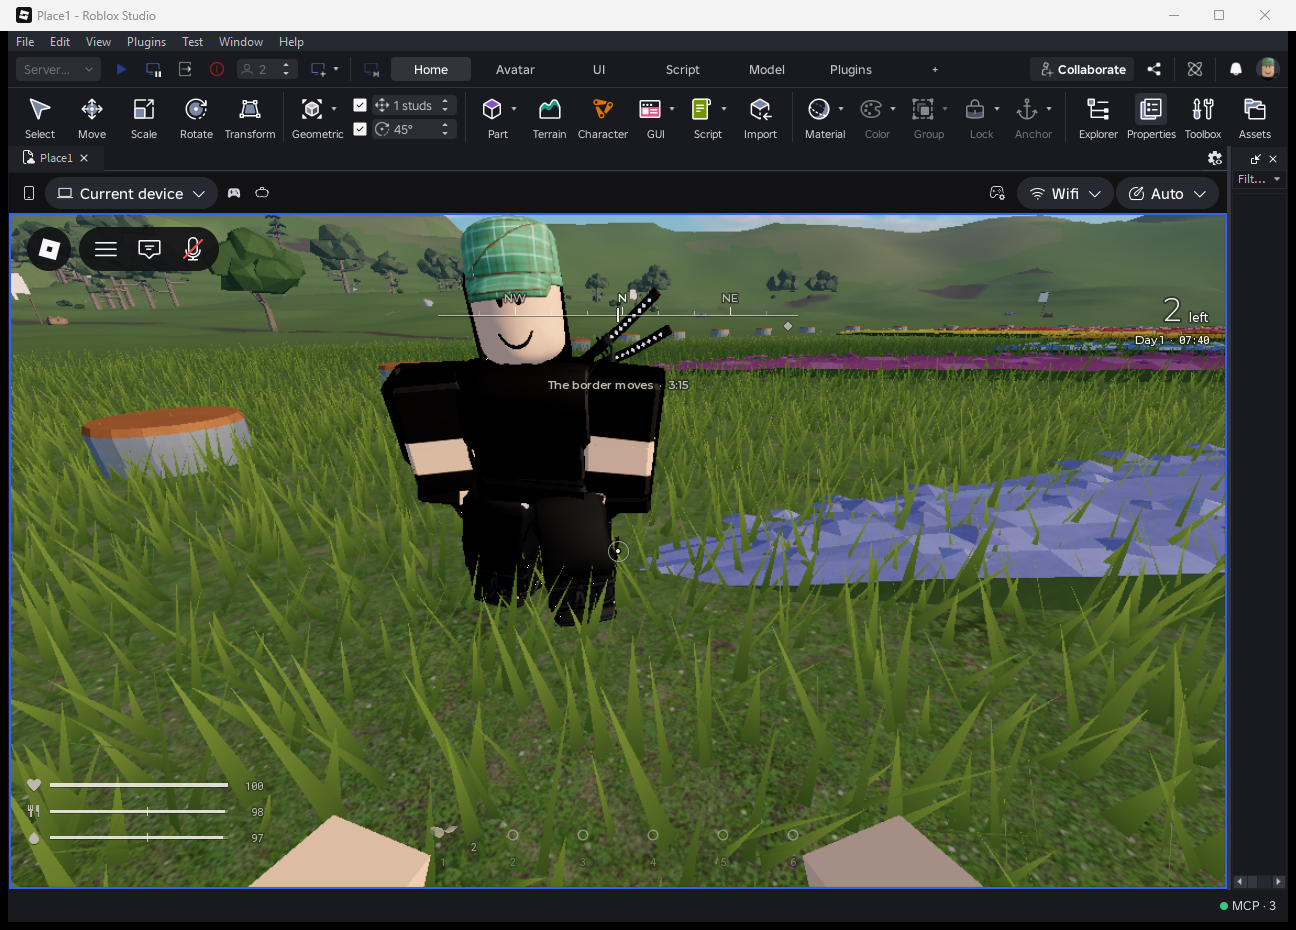 Place1 - Roblox Studio
File Edit View Plugins Test Window Help
Server... 2 Home Avatar UI Script Model Plugins + Collaborate
1 studs
45°
Select Move Scale Rotate Transform Geometric Part Terrain Character GUI Script Import Material Color Group Lock Anchor Explorer Properties Toolbox Assets
Place1
Filt...
Current device Wifi Auto
NW N NE
2 left
Day 1 · 07:40
The border moves · 3:15
100
98
97
2
1 2 3 4 5 6
MCP · 3